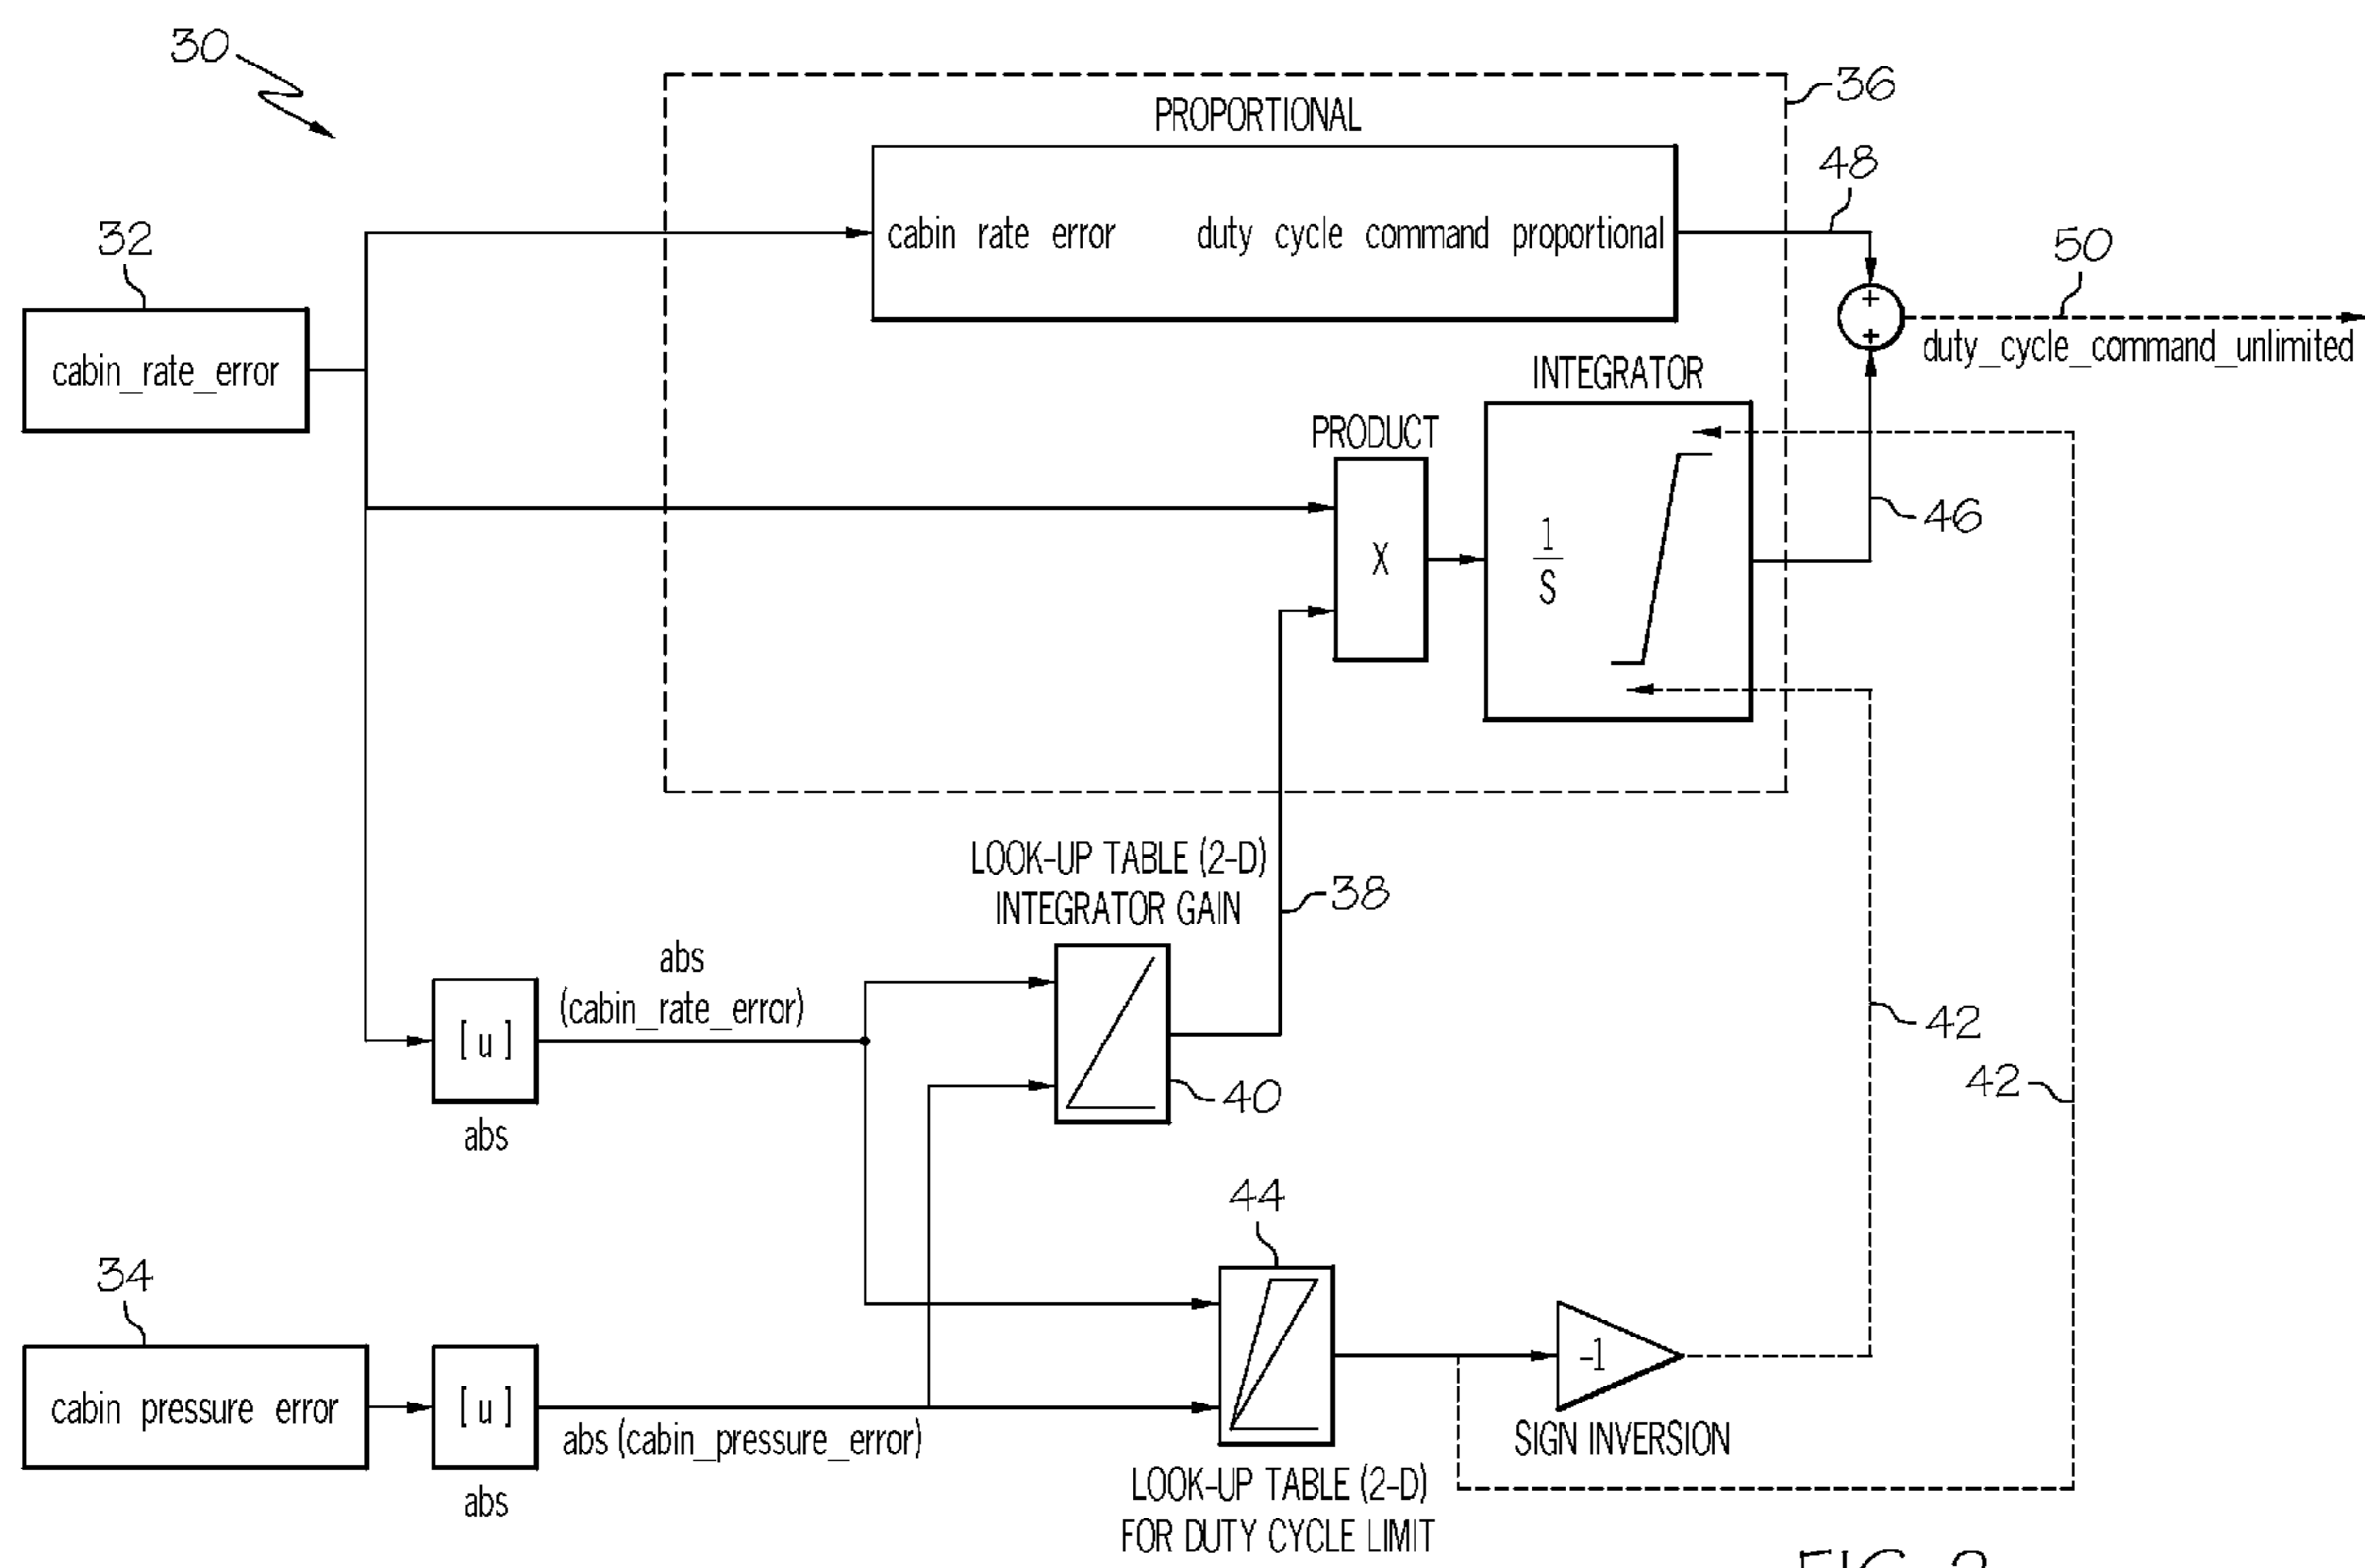 30
36
PROPORTIONAL
48
cabin rate error duty cycle command proportional
32
50
+
+
duty_cycle_command_unlimited
cabin_rate_error
INTEGRATOR
PRODUCT
46
1
S
X
LOOK-UP TABLE (2-D)
INTEGRATOR GAIN
38
abs
(cabin_rate_error)
[u]
abs
40
42
42
44
34
cabin pressure error
[u]
abs
abs (cabin_pressure_error)
-1
SIGN INVERSION
LOOK-UP TABLE (2-D)
FOR DUTY CYCLE LIMIT